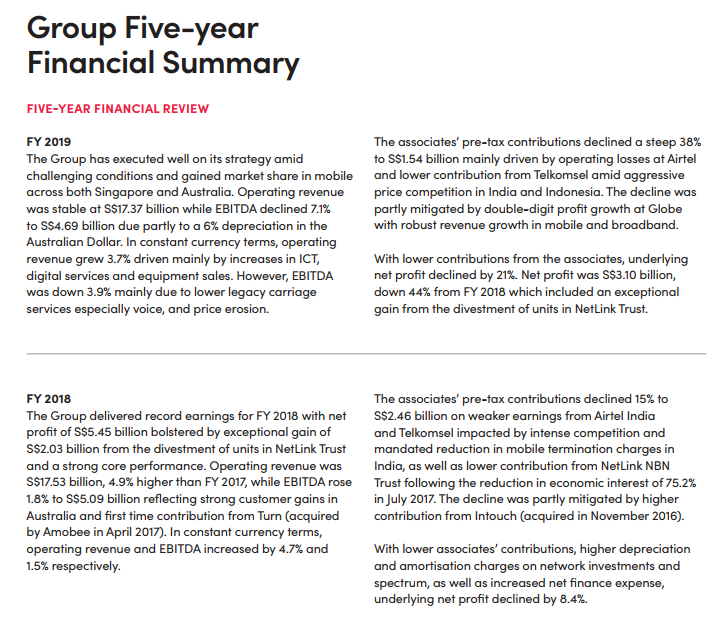 Group Five-year
Financial Summary
FIVE-YEAR FINANCIAL REVIEW
FY 2019
The Group has executed well on its strategy amid
challenging conditions and gained market share in mobile
across both Singapore and Australia. Operating revenue
was stable at S$17.37 billion while EBITDA declined 7.1%
to S$4.69 billion due partly to a 6% depreciation in the
Australian Dollar. In constant currency terms, operating
revenue grew 3.7% driven mainly by increases in ICT,
digital services and equipment sales. However, EBITDA
was down 3.9% mainly due to lower legacy carriage
services especially voice, and price erosion.
The associates' pre-tax contributions declined a steep 38%
to S$1.54 billion mainly driven by operating losses at Airtel
and lower contribution from Telkomsel amid aggressive
price competition in India and Indonesia. The decline was
partly mitigated by double-digit profit growth at Globe
with robust revenue growth in mobile and broadband.
With lower contributions from the associates, underlying
net profit declined by 21%. Net profit was S$3.10 billion,
down 44% from FY 2018 which included an exceptional
gain from the divestment of units in NetLink Trust.
FY 2018
The Group delivered record earnings for FY 2018 with net
profit of S$5.45 billion bolstered by exceptional gain of
S$2.03 billion from the divestment of units in NetLink Trust
and a strong core performance. Operating revenue was
S$17.53 billion, 4.9% higher than FY 2017, while EBITDA rose
1.8% to S$5.09 billion reflecting strong customer gains in
Australia and first time contribution from Turn (acquired
by Amobee in April 2017). In constant currency terms,
operating revenue and EBITDA increased by 4.7% and
1.5% respectively.
The associates' pre-tax contributions declined 15% to
S$2.46 billion on weaker earnings from Airtel India
and Telkomsel impacted by intense competition and
mandated reduction in mobile termination charges in
India, as well as lower contribution from NetLink NBN
Trust following the reduction in economic interest of 75.2%
in July 2017. The decline was partly mitigated by higher
contribution from Intouch (acquired in November 2016).
With lower associates' contributions, higher depreciation
and amortisation charges on network investments and
spectrum, as well as increased net finance expense,
underlying net profit declined by 8.4%.